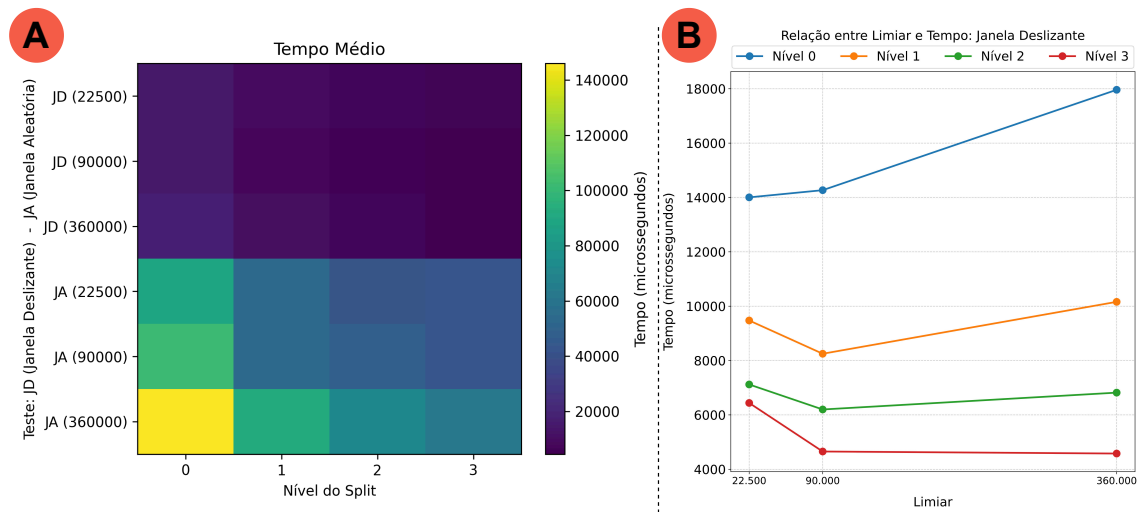 A
Tempo Médio
Teste: JD (Janela Deslizante)  -  JA (Janela Aleatória)
JD (22500)
JD (90000)
JD (360000)
JA (22500)
JA (90000)
JA (360000)
0 1 2 3
Nível do Split
140000
120000
100000
80000
60000
40000
20000
Tempo (microssegundos)
B
Relação entre Limiar e Tempo: Janela Deslizante
Nível 0 Nível 1 Nível 2 Nível 3
Tempo (microssegundos)
18000
16000
14000
12000
10000
8000
6000
4000
22.500 90.000 360.000
Limiar